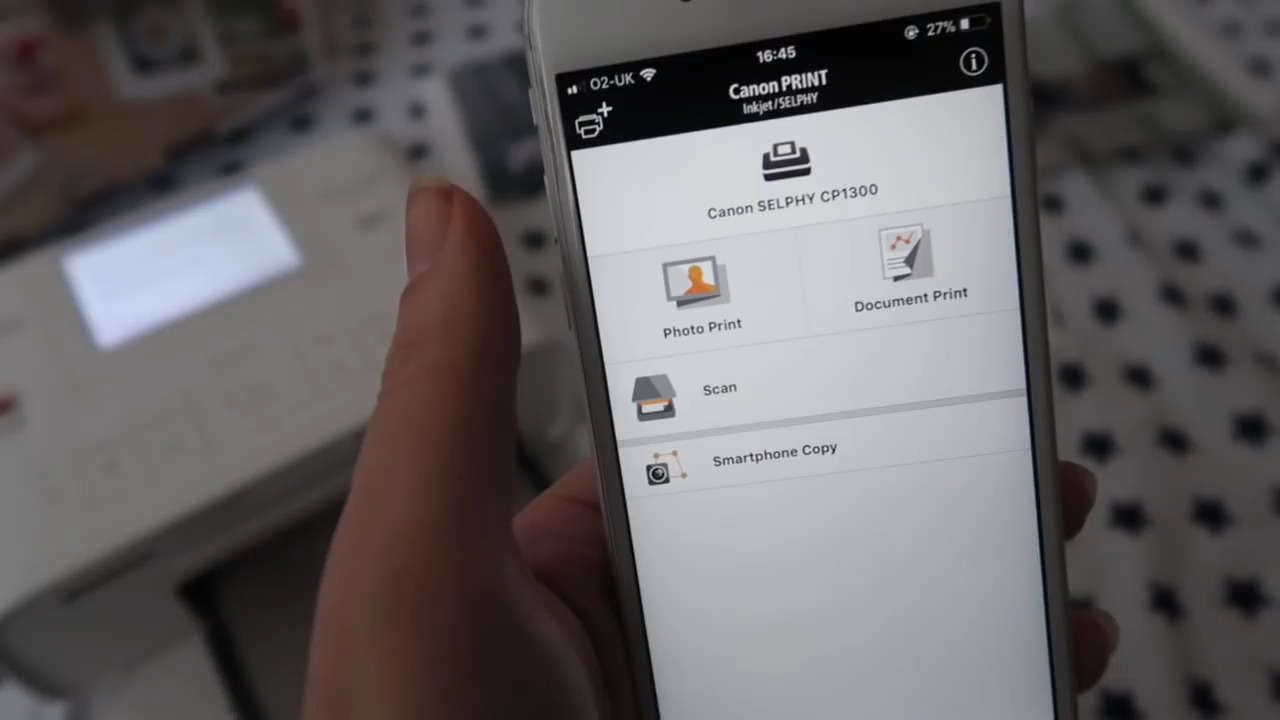 O2-UK
16:45
27%
Canon PRINT
Inkjet/SELPHY
Canon SELPHY CP1300
Photo Print
Document Print
Scan
Smartphone Copy